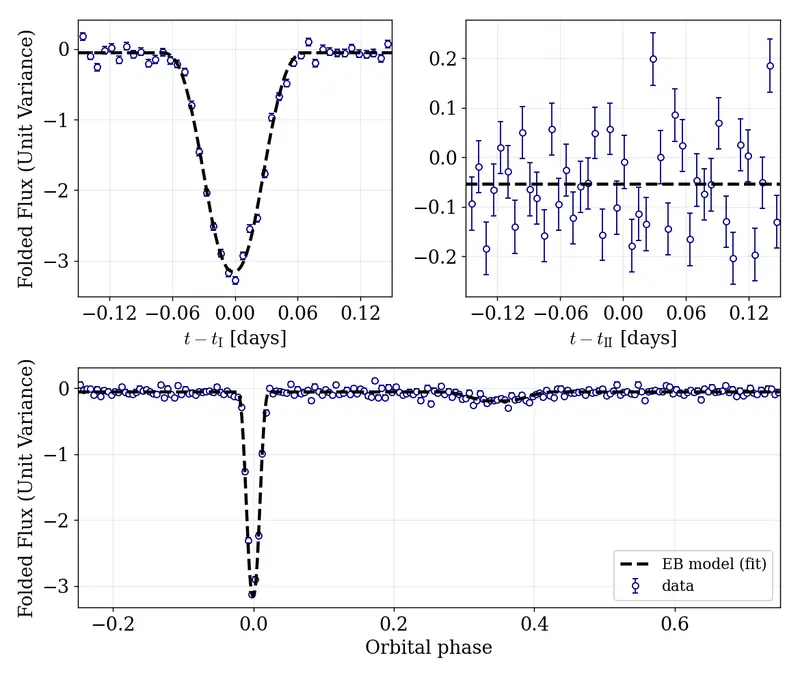 Folded Flux (Unit Variance)
0
−1
−2
−3
−0.12 −0.06 0.00 0.06 0.12
t − tI [days]
0.2
0.1
0.0
−0.1
−0.2
−0.12 −0.06 0.00 0.06 0.12
t − tII [days]
Folded Flux (Unit Variance)
0
−1
−2
−3
EB model (fit)
data
−0.2 0.0 0.2 0.4 0.6
Orbital phase